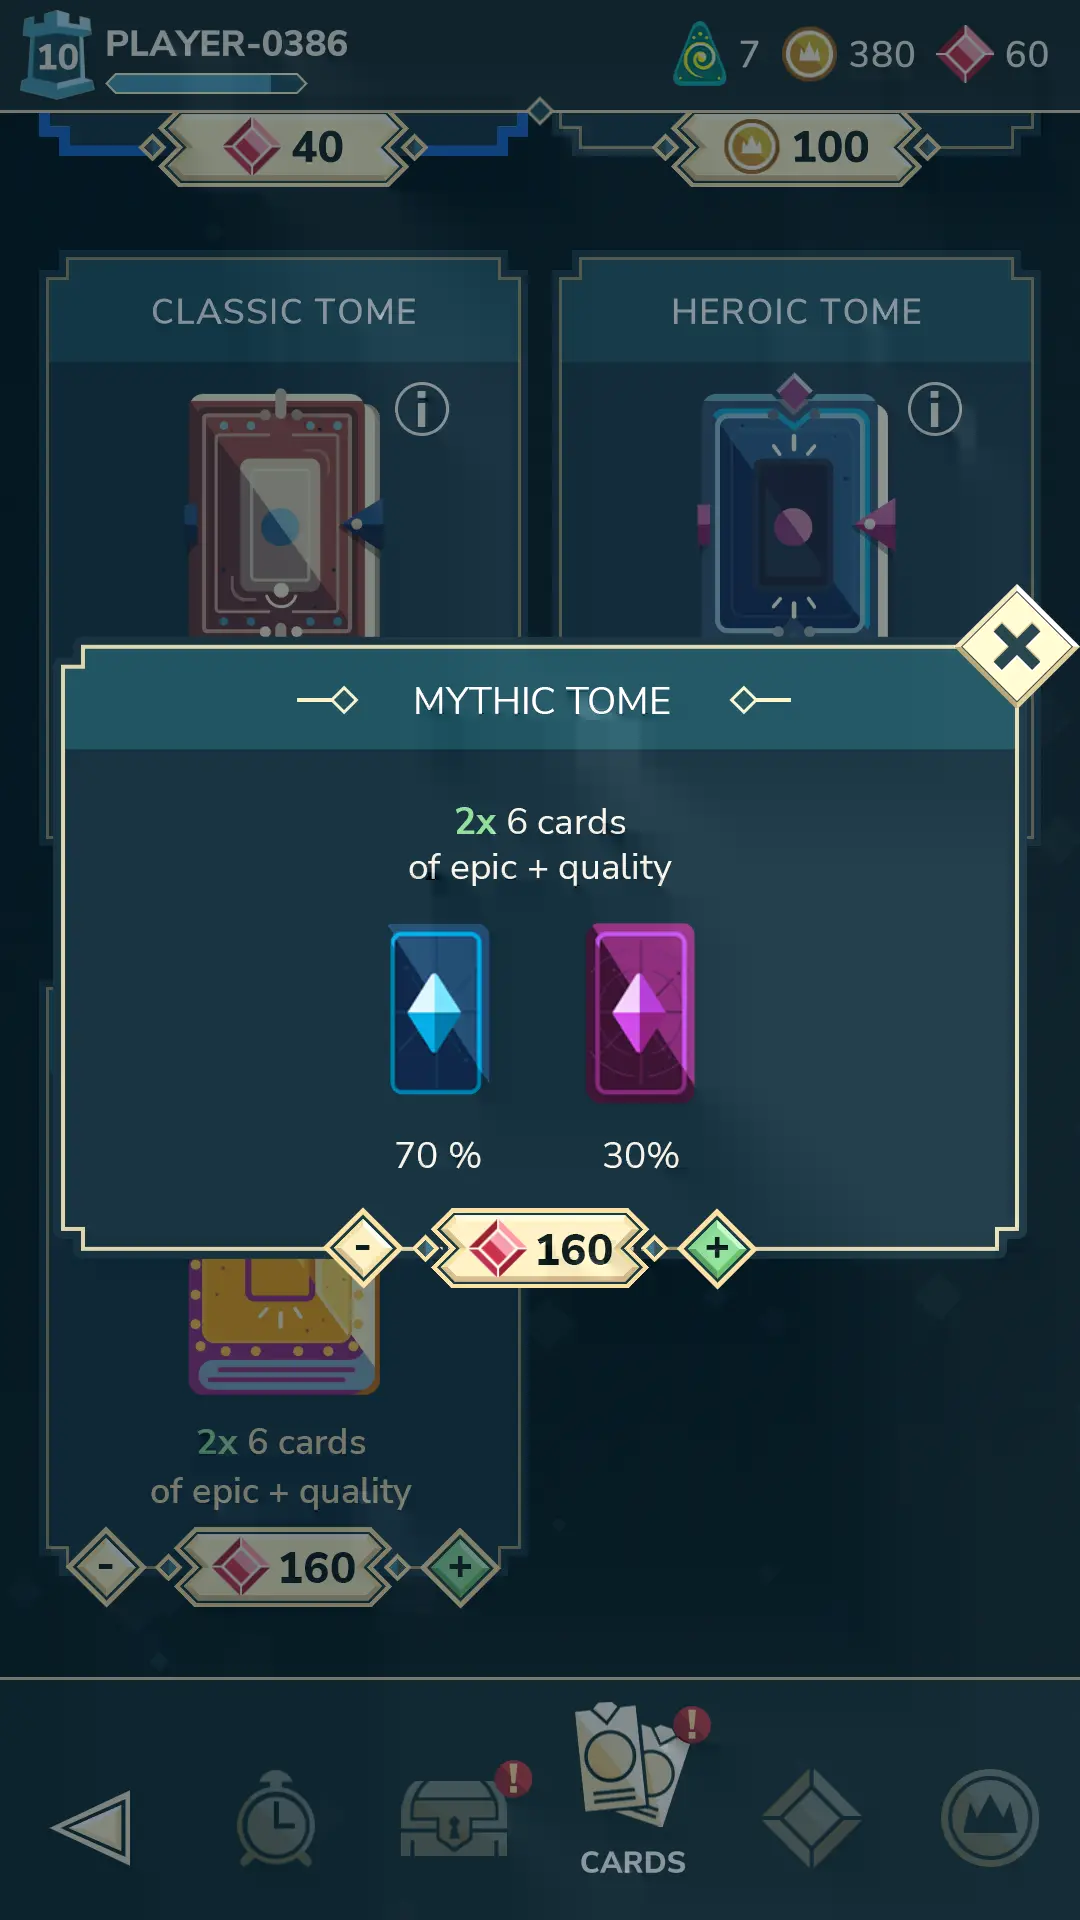 10
PLAYER-0386
7
380
60
40
100
CLASSIC TOME
HEROIC TOME
i
i
MYTHIC TOME
2x 6 cards
of epic + quality
70 %
30%
-
160
+
2x 6 cards
of epic + quality
-
160
+
!
!
CARDS